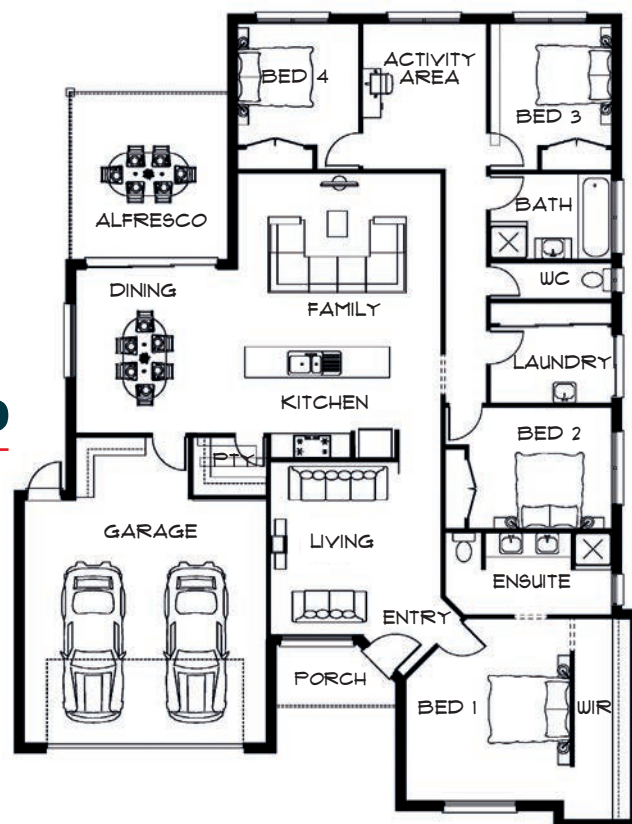 BED 4
ACTIVITY
AREA
BED 3
ALFRESCO
BATH
DINING
WC
FAMILY
LAUNDRY
KITCHEN
BED 2
PTY
GARAGE
LIVING
ENSUITE
ENTRY
PORCH
BED 1
WIR